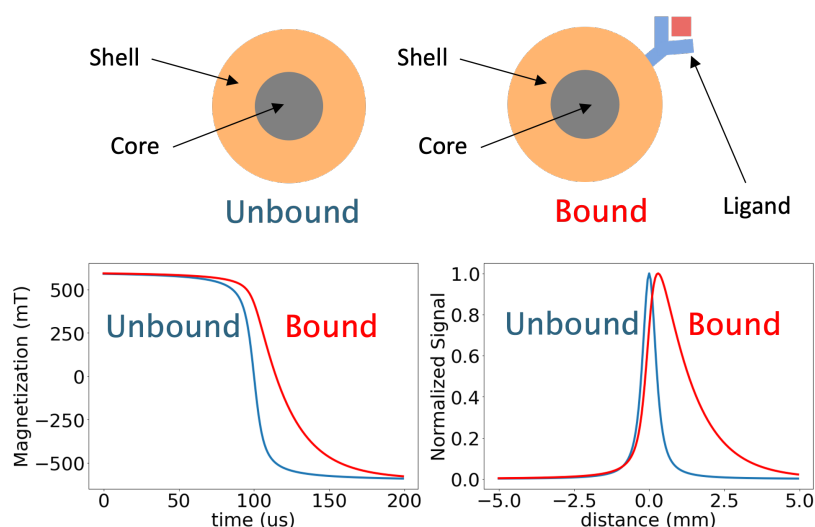 Shell
Core
Unbound
Shell
Core
Bound
Ligand
Magnetization (mT)
500
250
0
−250
−500
Unbound
Bound
0
50
100
150
200
time (us)
Normalized Signal
1.0
0.8
0.6
0.4
0.2
0.0
Unbound
Bound
−5.0
−2.5
0.0
2.5
5.0
distance (mm)